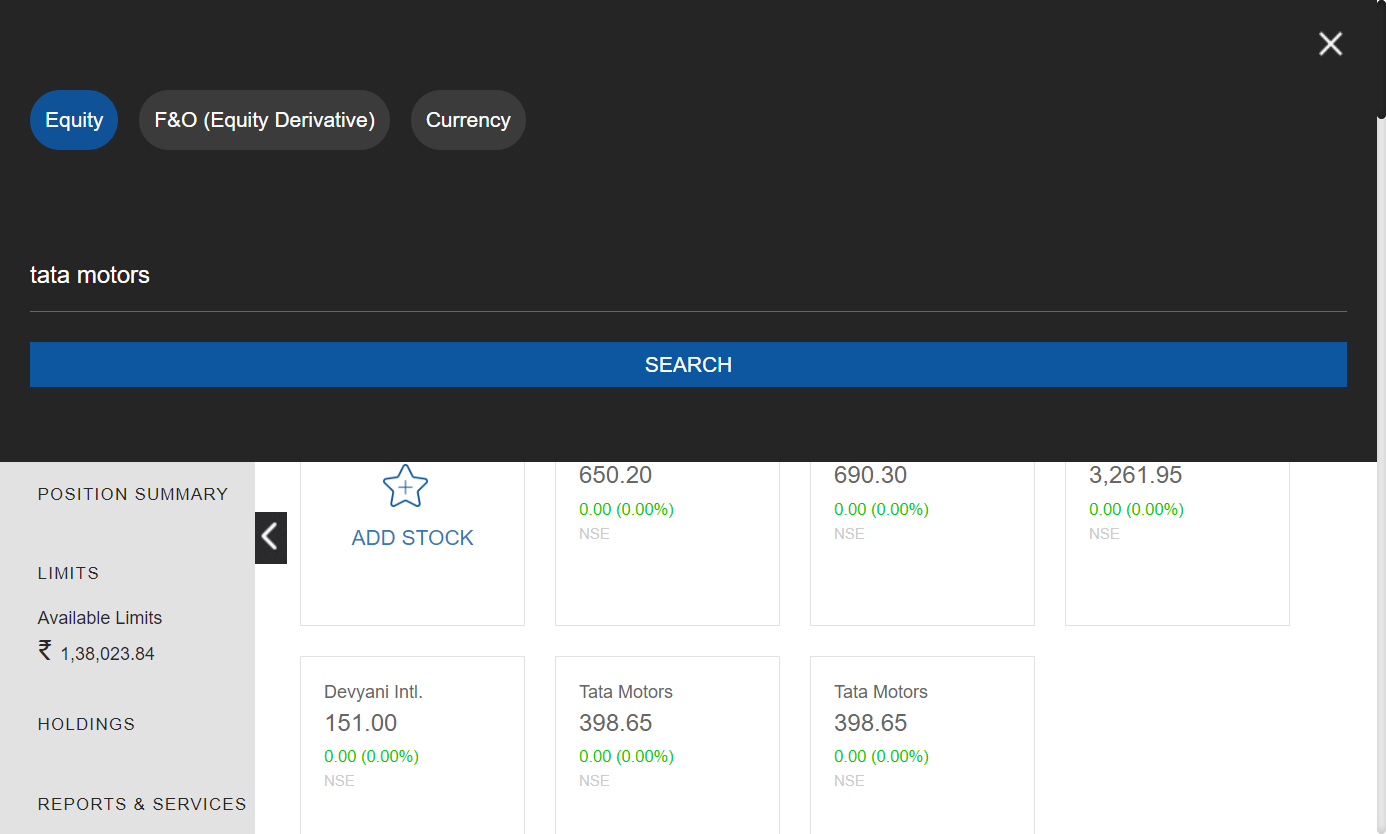 Equity
F&O (Equity Derivative)
Currency
tata motors
SEARCH
POSITION SUMMARY
LIMITS
Available Limits
₹ 1,38,023.84
HOLDINGS
REPORTS & SERVICES
ADD STOCK
650.20
0.00 (0.00%)
NSE
690.30
0.00 (0.00%)
NSE
3,261.95
0.00 (0.00%)
NSE
Devyani Intl.
151.00
0.00 (0.00%)
NSE
Tata Motors
398.65
0.00 (0.00%)
NSE
Tata Motors
398.65
0.00 (0.00%)
NSE